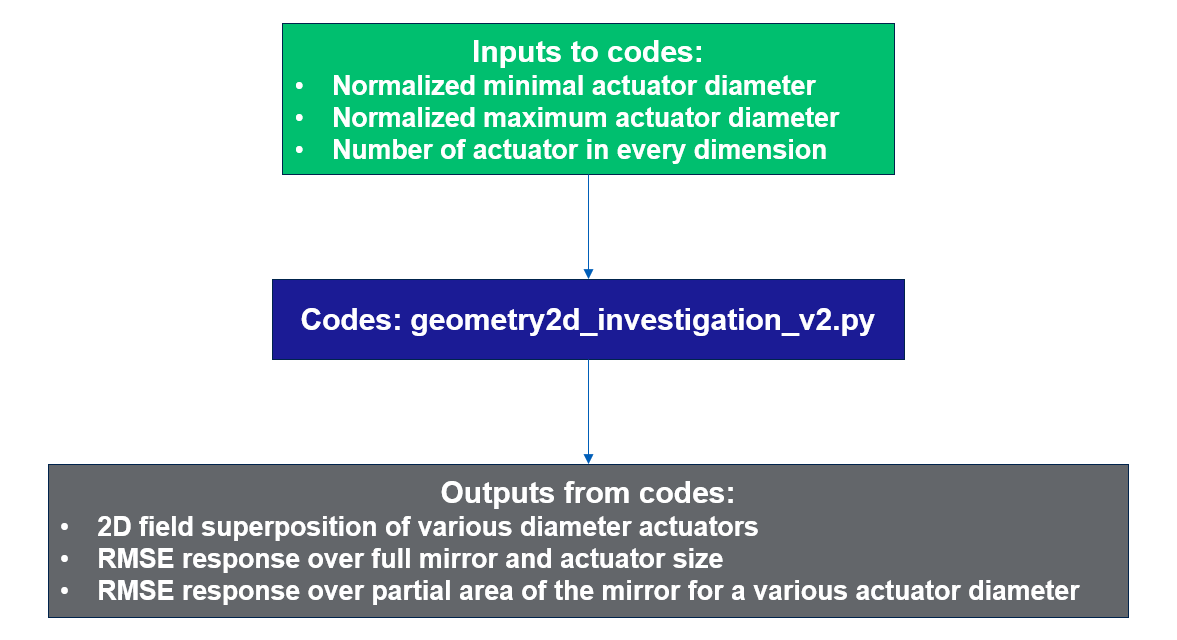 Inputs to codes:
• Normalized minimal actuator diameter
• Normalized maximum actuator diameter
• Number of actuator in every dimension
Codes: geometry2d_investigation_v2.py
Outputs from codes:
• 2D field superposition of various diameter actuators
• RMSE response over full mirror and actuator size
• RMSE response over partial area of the mirror for a various actuator diameter